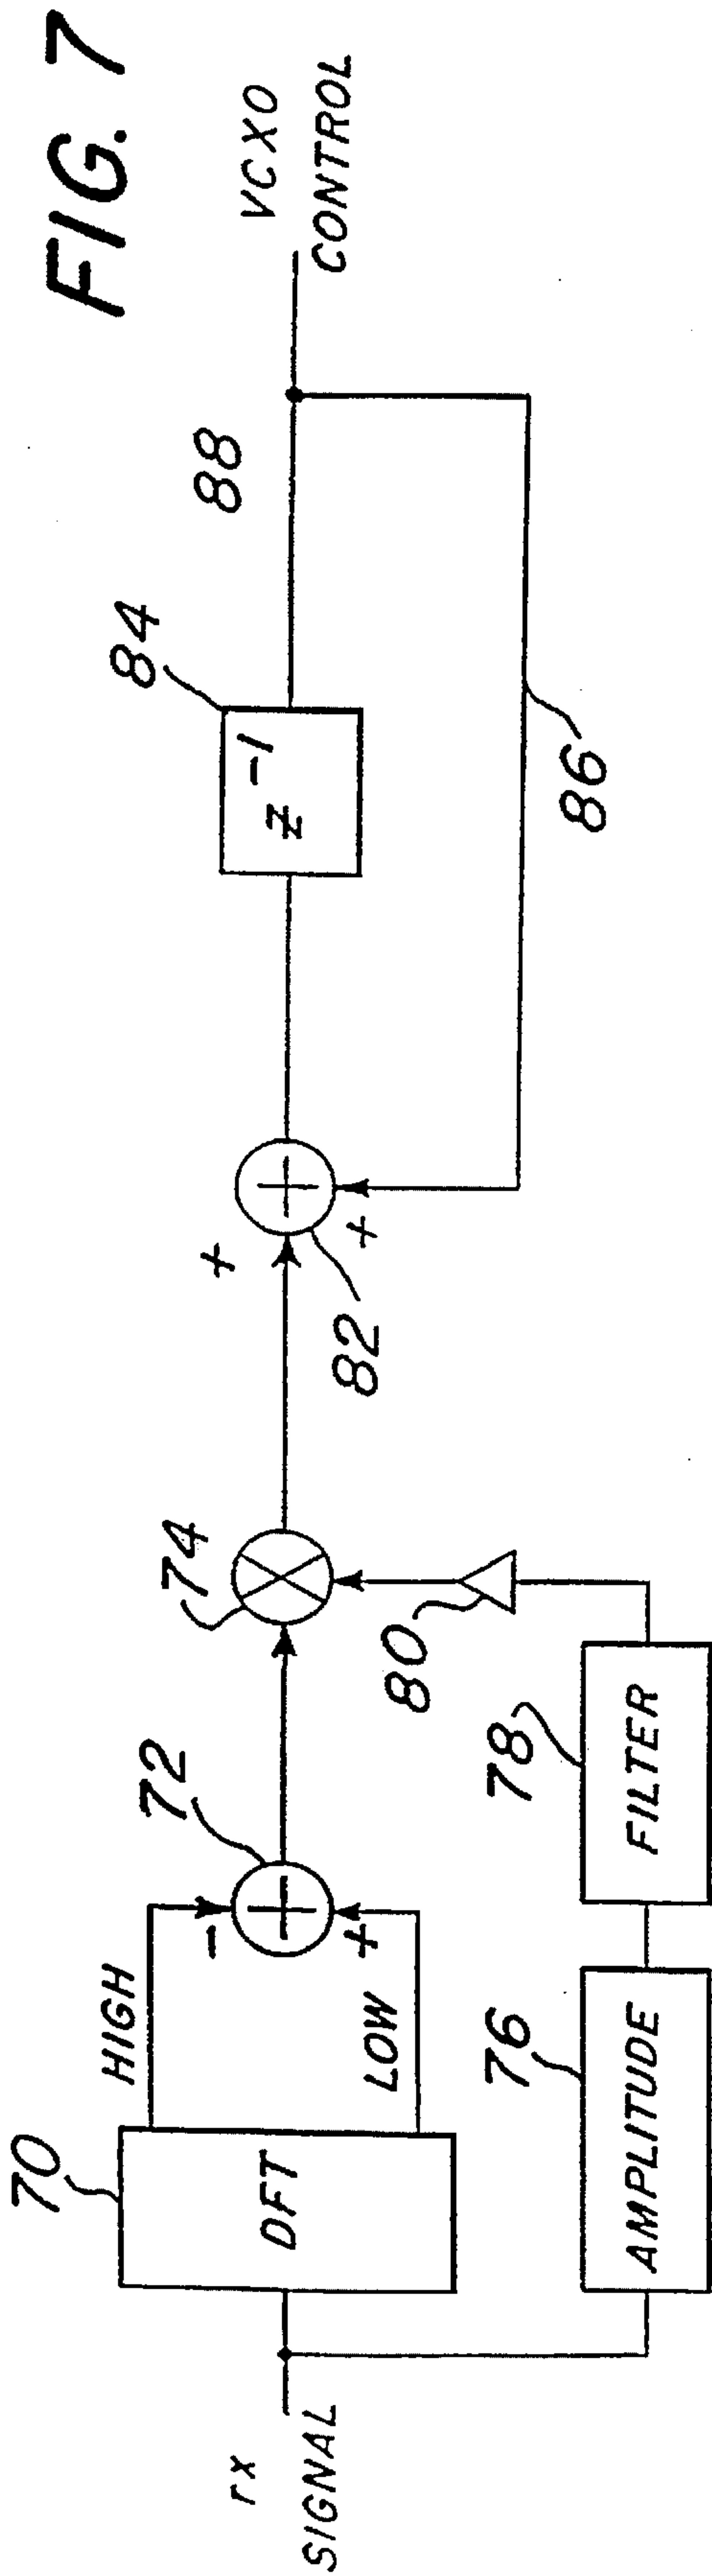 FIG. 7
rx
SIGNAL
70
DFT
HIGH
LOW
-
+
72
74
76
AMPLITUDE
78
FILTER
80
+
+
82
84
z⁻¹
86
88
VCXO
CONTROL